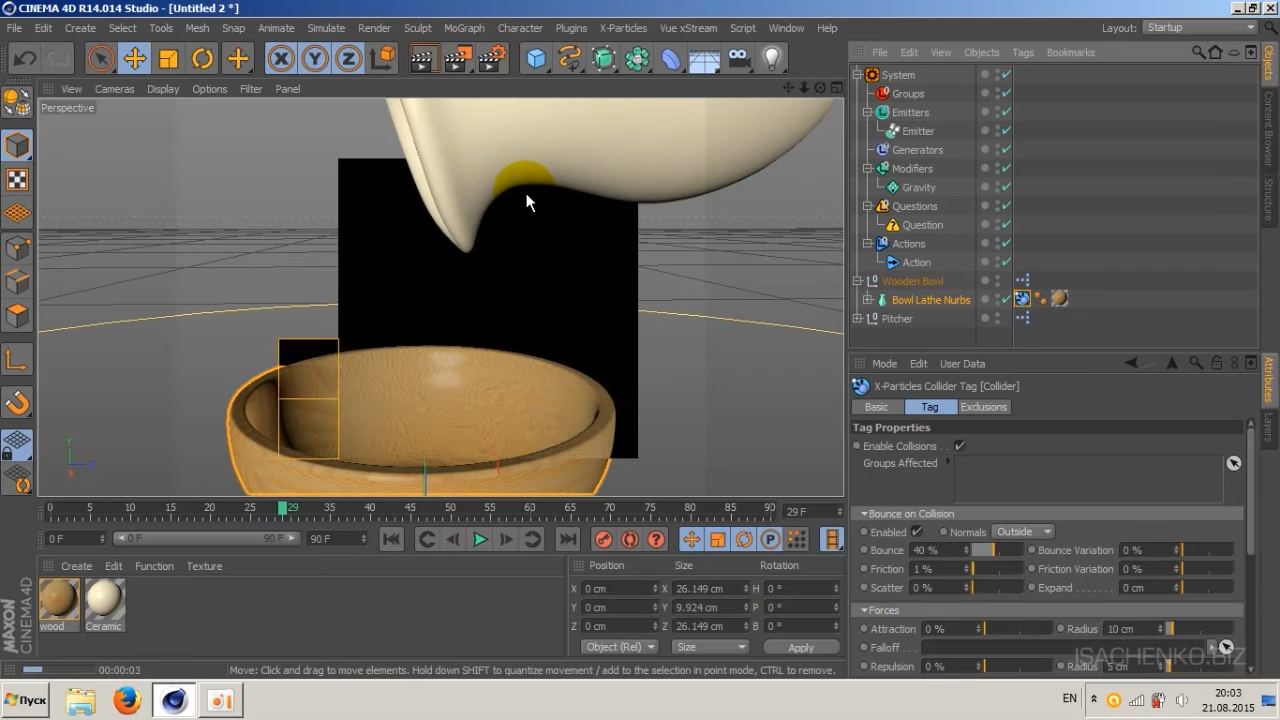 CINEMA 4D R14.014 Studio - [Untitled 2 *]
File Edit Create Select Tools Mesh Snap Animate Simulate Render Sculpt MoGraph Character Plugins X-Particles Vue xStream Script Window Help Layout: Startup
File Edit View Objects Tags Bookmarks
View Cameras Display Options Filter Panel
Perspective
System
Groups
Emitters
Emitter
Generators
Modifiers
Gravity
Questions
Question
Actions
Action
Wooden Bowl
Bowl Lathe Nurbs
Pitcher
Objects
Content Browser
Structure
Mode Edit User Data
X-Particles Collider Tag [Collider]
Basic Tag Exclusions
Tag Properties
Enable Collisions . .
Groups Affected
Bounce on Collision
Enabled Normals Outside
Bounce 40 % Bounce Variation 0 %
Friction 1 % Friction Variation 0 %
Scatter 0 % Expand . . . . . . . 0 cm
Forces
Attraction 0 % Radius 10 cm
Falloff . . . .
Repulsion 0 % Radius 5 cm
Attributes
Layers
0 5 10 15 20 25 29 35 40 45 50 55 60 65 70 75 80 85 90 29 F
0 F 0 F 90 F 90 F
Create Edit Function Texture
wood Ceramic
Position Size Rotation
X 0 cm X 26.149 cm H 0 °
Y 0 cm Y 9.924 cm P 0 °
Z 0 cm Z 26.149 cm B 0 °
Object (Rel) Size Apply
MAXON CINEMA 4D
00:00:03 Move: Click and drag to move elements. Hold down SHIFT to quantize movement / add to the selection in point mode, CTRL to remove.
ISACHENKO.BIZ
Пуск EN 20:03
21.08.2015